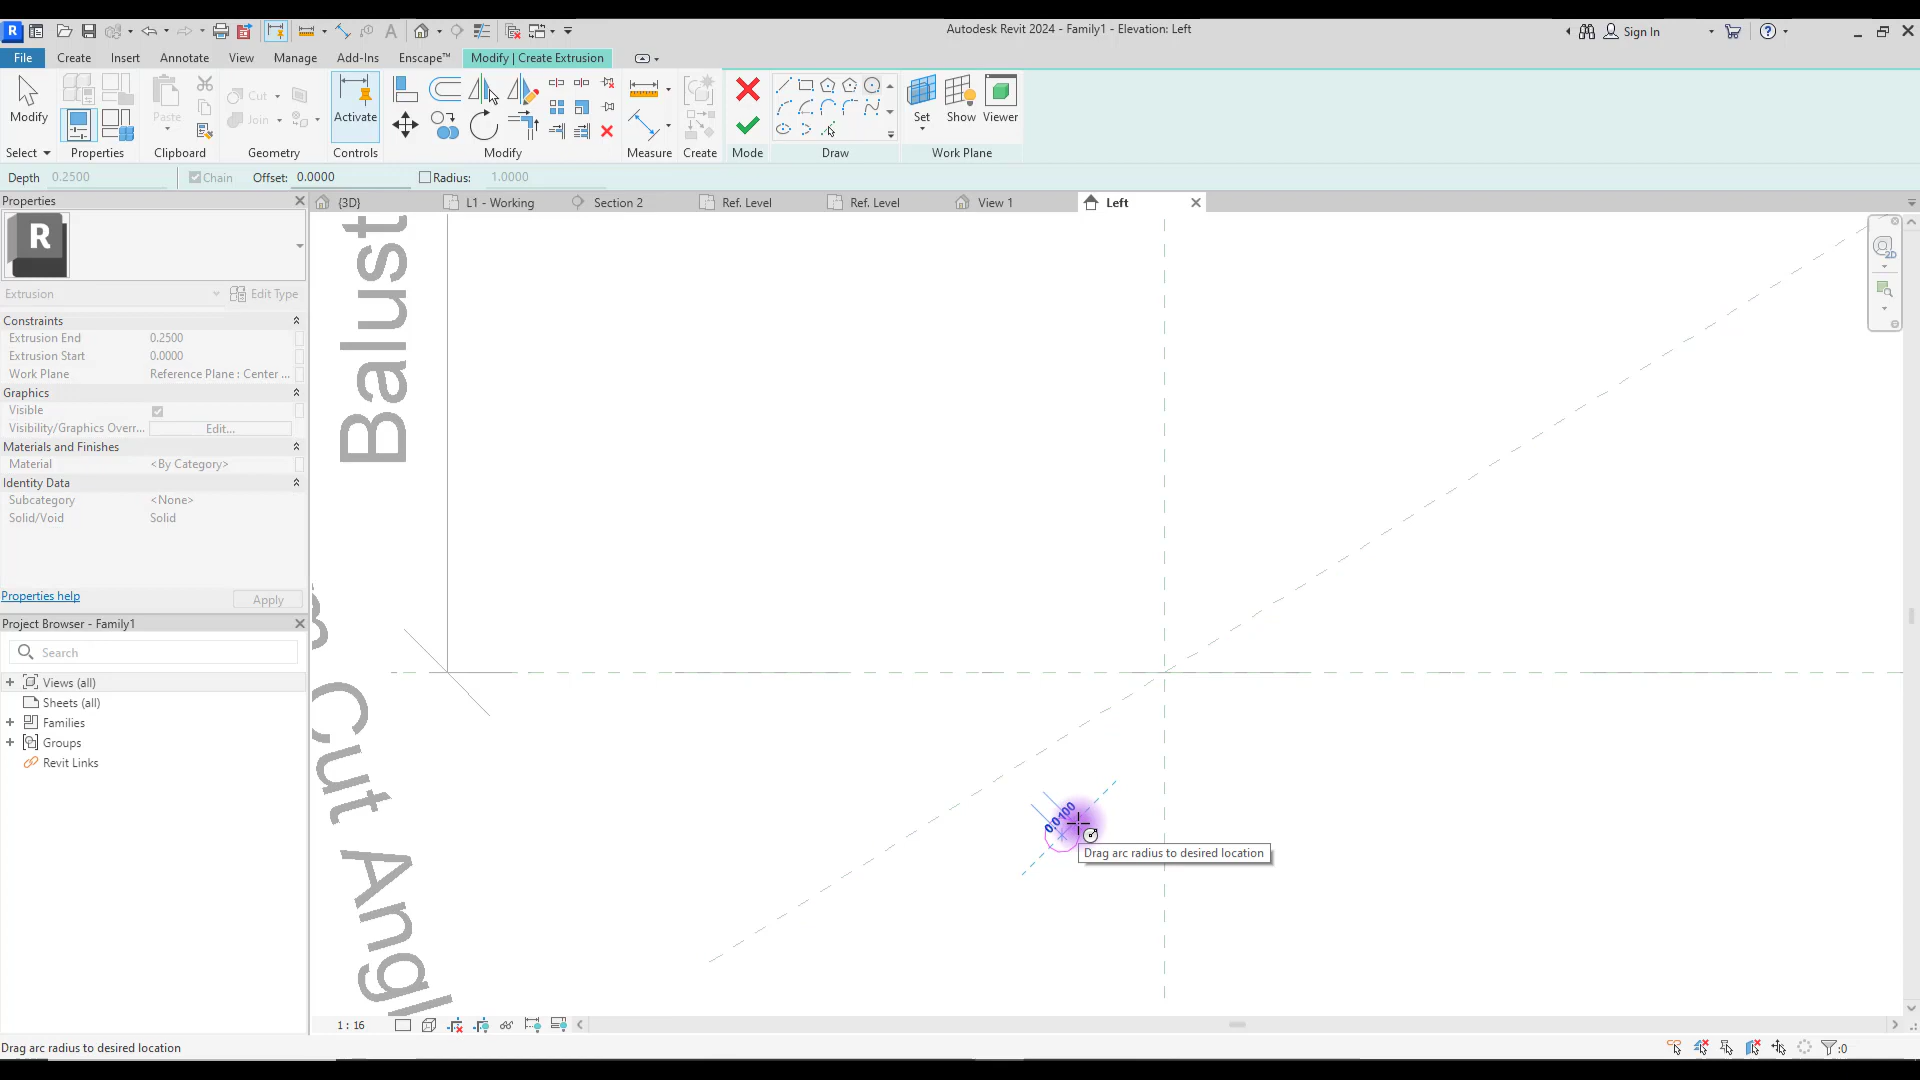 Autodesk Revit 2024 - Family1 - Elevation: Left
Sign In
File
Create
Insert
Annotate
View
Manage
Add-Ins
Enscape™
Modify | Create Extrusion
Modify
Paste
Cut
Join
Activate
Set
Show
Viewer
Select
Properties
Clipboard
Geometry
Controls
Modify
Measure
Create
Mode
Draw
Work Plane
Depth 0.2500
Chain
Offset: 0.0000
Radius: 1.0000
Properties
{3D}
L1 - Working
Section 2
Ref. Level
Ref. Level
View 1
Left
R
Extrusion
Edit Type
Constraints
Extrusion End 0.2500
Extrusion Start 0.0000
Work Plane Reference Plane : Center ...
Graphics
Visible
Visibility/Graphics Overr... Edit...
Materials and Finishes
Material <By Category>
Identity Data
Subcategory <None>
Solid/Void Solid
Properties help
Apply
Project Browser - Family1
Search
Views (all)
Sheets (all)
Families
Groups
Revit Links
Balust
g Cut Angl
0.0100
Drag arc radius to desired location
1 : 16
Drag arc radius to desired location
:0